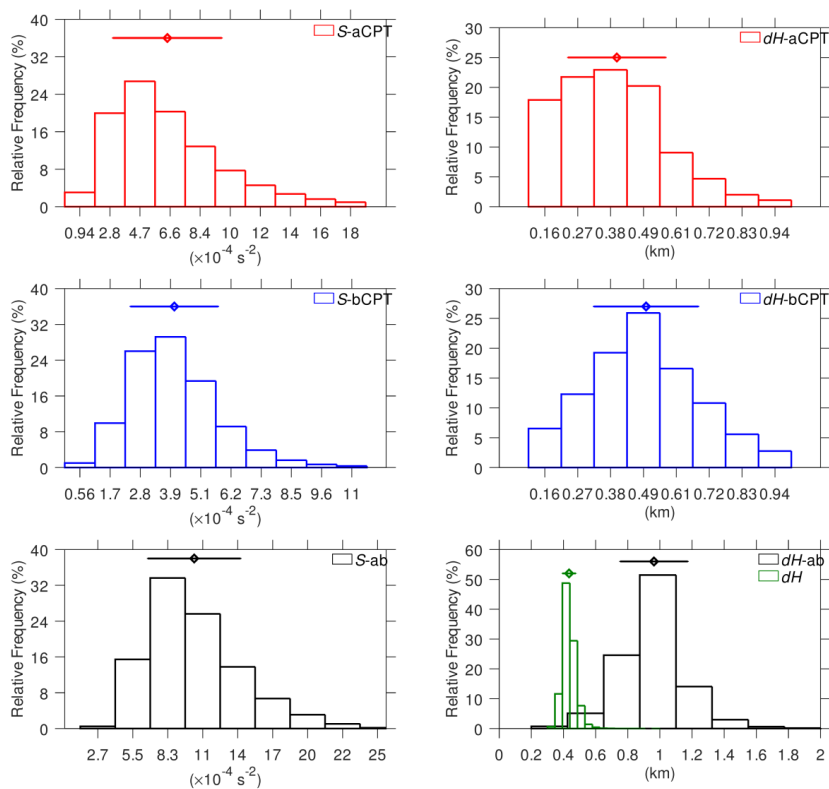 40
32
24
16
8
0
Relative Frequency (%)
S-aCPT
0.94 2.8 4.7 6.6 8.4 10 12 14 16 18
(×10⁻⁴ s⁻²)
30
25
20
15
10
5
0
Relative Frequency (%)
dH-aCPT
0.16 0.27 0.38 0.49 0.61 0.72 0.83 0.94
(km)
40
32
24
16
8
0
Relative Frequency (%)
S-bCPT
0.56 1.7 2.8 3.9 5.1 6.2 7.3 8.5 9.6 11
(×10⁻⁴ s⁻²)
30
25
20
15
10
5
0
Relative Frequency (%)
dH-bCPT
0.16 0.27 0.38 0.49 0.61 0.72 0.83 0.94
(km)
40
32
24
16
8
0
Relative Frequency (%)
S-ab
2.7 5.5 8.3 11 14 17 20 22 25
(×10⁻⁴ s⁻²)
60
50
40
30
20
10
0
Relative Frequency (%)
dH-ab
dH
0 0.2 0.4 0.6 0.8 1 1.2 1.4 1.6 1.8 2
(km)